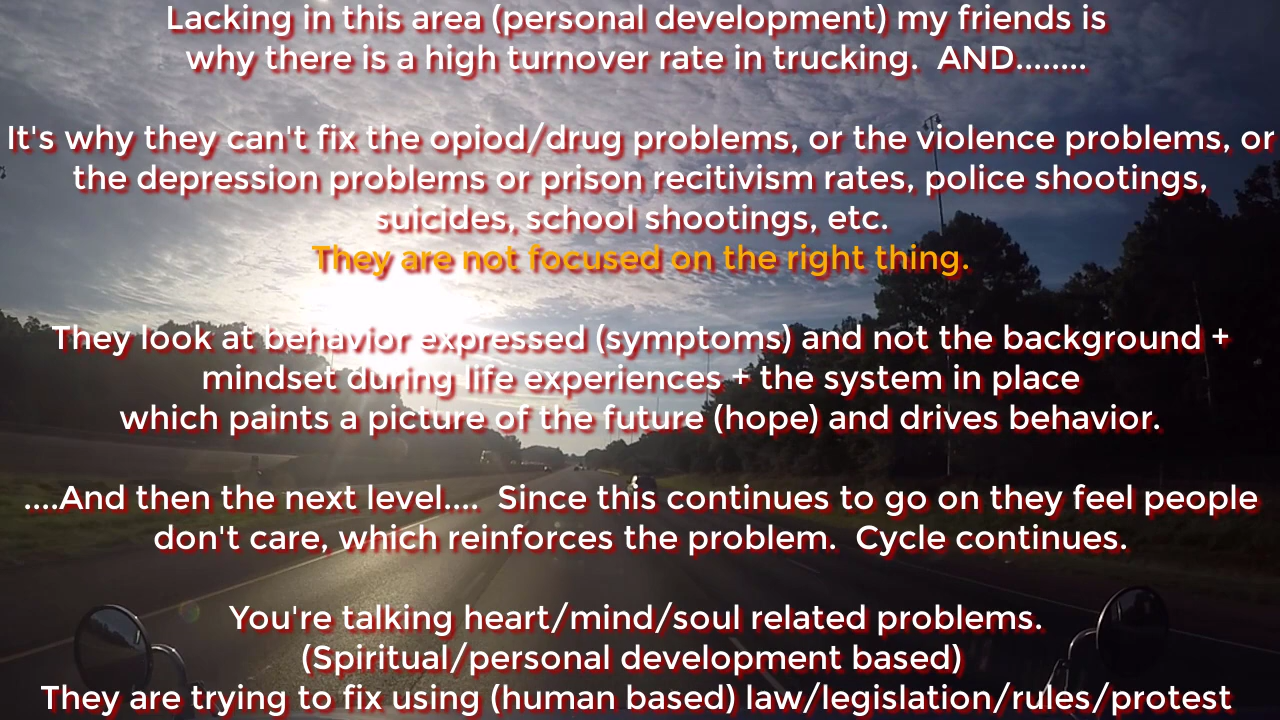 Lacking in this area (personal development) my friends is
why there is a high turnover rate in trucking.  AND........
It's why they can't fix the opiod/drug problems, or the violence problems, or
the depression problems or prison recitivism rates, police shootings,
suicides, school shootings, etc.
They are not focused on the right thing.
They look at behavior expressed (symptoms) and not the background +
mindset during life experiences + the system in place
which paints a picture of the future (hope) and drives behavior.
....And then the next level....  Since this continues to go on they feel people
don't care, which reinforces the problem.  Cycle continues.
You're talking heart/mind/soul related problems.
(Spiritual/personal development based)
They are trying to fix using (human based) law/legislation/rules/protest